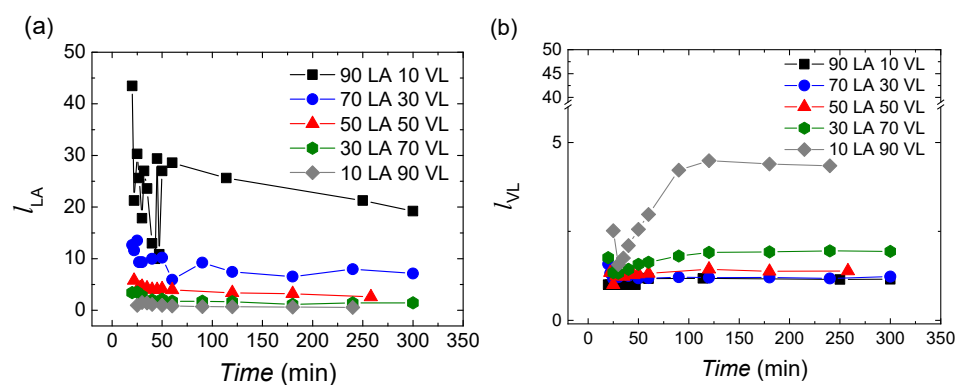 (a)
50
40
30
20
10
0
l_LA
0 50 100 150 200 250 300 350
Time (min)
90 LA 10 VL
70 LA 30 VL
50 LA 50 VL
30 LA 70 VL
10 LA 90 VL
(b)
50
45
5
0
l_VL
0 50 100 150 200 250 300 350
Time (min)
90 LA 10 VL
70 LA 30 VL
50 LA 50 VL
30 LA 70 VL
10 LA 90 VL